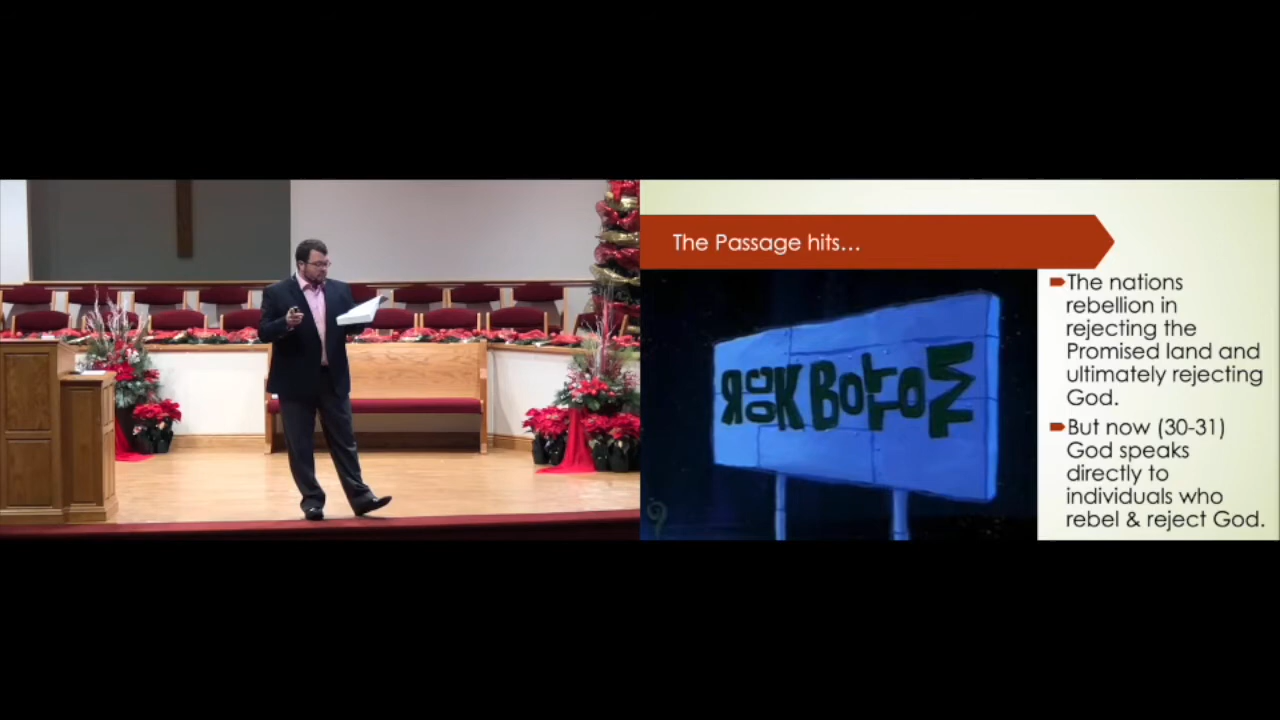 The Passage hits...
ROCK BOTTOM
The nations
rebellion in
rejecting the
Promised land and
ultimately rejecting
God.
But now (30-31)
God speaks
directly to
individuals who
rebel & reject God.